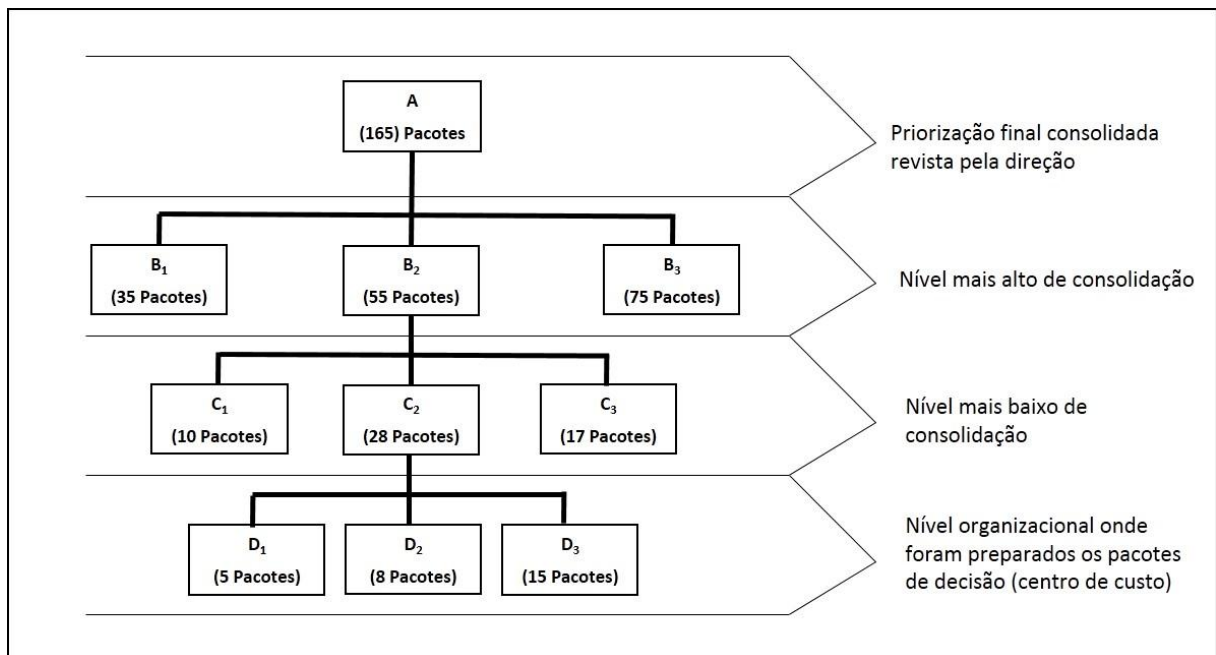 A
(165) Pacotes
Priorização final consolidada
revista pela direção
B₁
(35 Pacotes)
B₂
(55 Pacotes)
B₃
(75 Pacotes)
Nível mais alto de consolidação
C₁
(10 Pacotes)
C₂
(28 Pacotes)
C₃
(17 Pacotes)
Nível mais baixo de
consolidação
D₁
(5 Pacotes)
D₂
(8 Pacotes)
D₃
(15 Pacotes)
Nível organizacional onde
foram preparados os pacotes
de decisão (centro de custo)